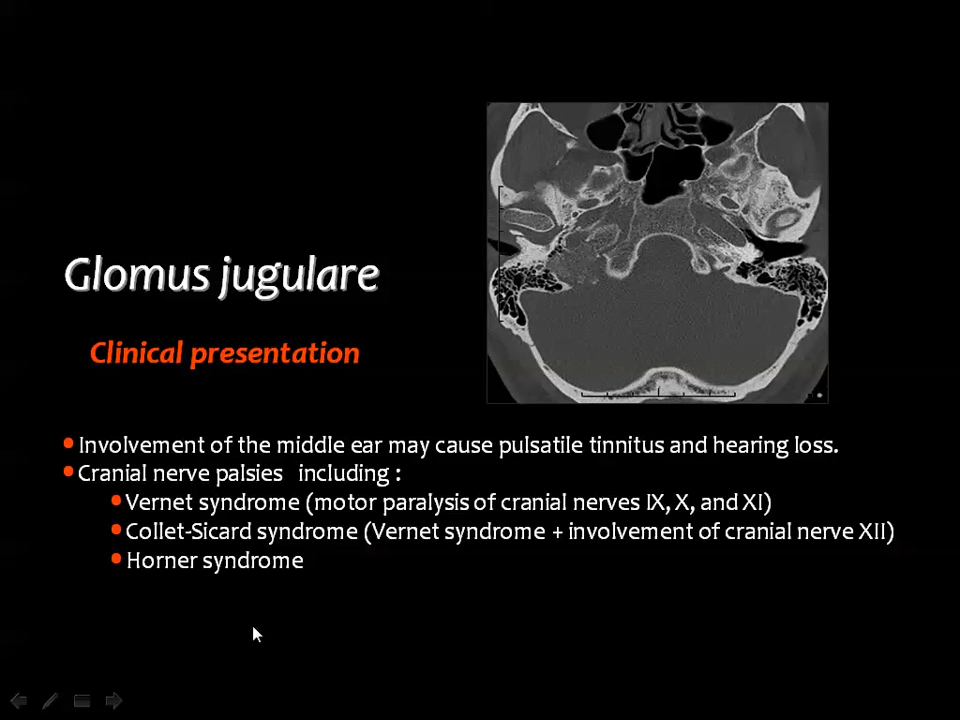 Glomus jugulare
Clinical presentation
•Involvement of the middle ear may cause pulsatile tinnitus and hearing loss.
•Cranial nerve palsies including :
•Vernet syndrome (motor paralysis of cranial nerves IX, X, and XI)
•Collet-Sicard syndrome (Vernet syndrome + involvement of cranial nerve XII)
•Horner syndrome